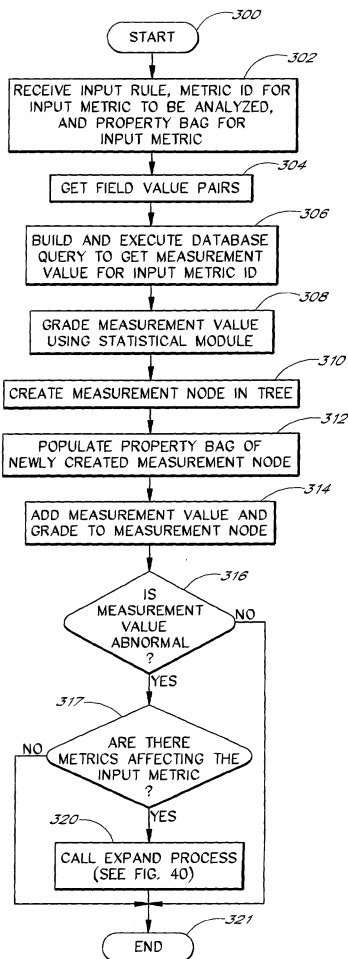 300
START
302
RECEIVE INPUT RULE, METRIC ID FOR
INPUT METRIC TO BE ANALYZED,
AND PROPERTY BAG FOR
INPUT METRIC
304
GET FIELD VALUE PAIRS
306
BUILD AND EXECUTE DATABASE
QUERY TO GET MEASUREMENT
VALUE FOR INPUT METRIC ID
308
GRADE MEASUREMENT VALUE
USING STATISTICAL MODULE
310
CREATE MEASUREMENT NODE IN TREE
312
POPULATE PROPERTY BAG OF
NEWLY CREATED MEASUREMENT NODE
314
ADD MEASUREMENT VALUE AND
GRADE TO MEASUREMENT NODE
316
IS
MEASUREMENT
VALUE
ABNORMAL
?
NO
YES
317
ARE THERE
METRICS AFFECTING THE
INPUT METRIC
?
NO
YES
320
CALL EXPAND PROCESS
(SEE FIG. 40)
321
END